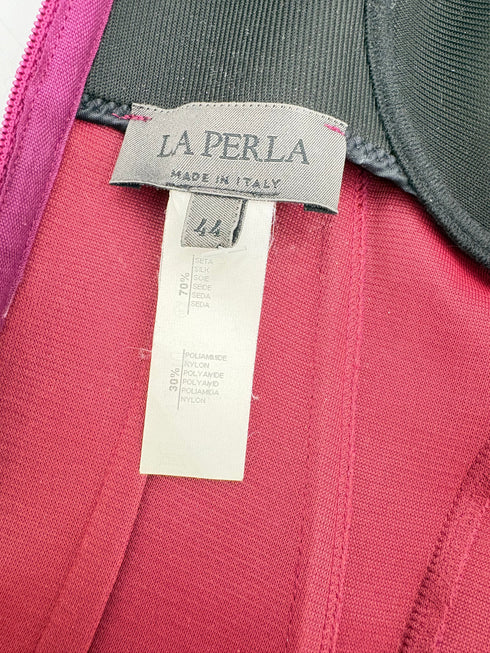 LA PERLA
MADE IN ITALY
44
70%
SETA
SILK
SOIE
SEIDE
SEDA
SEDA
30%
POLIAMMIDE
NYLON
POLYAMIDE
POLYAMID
POLIAMIDA
NYLON